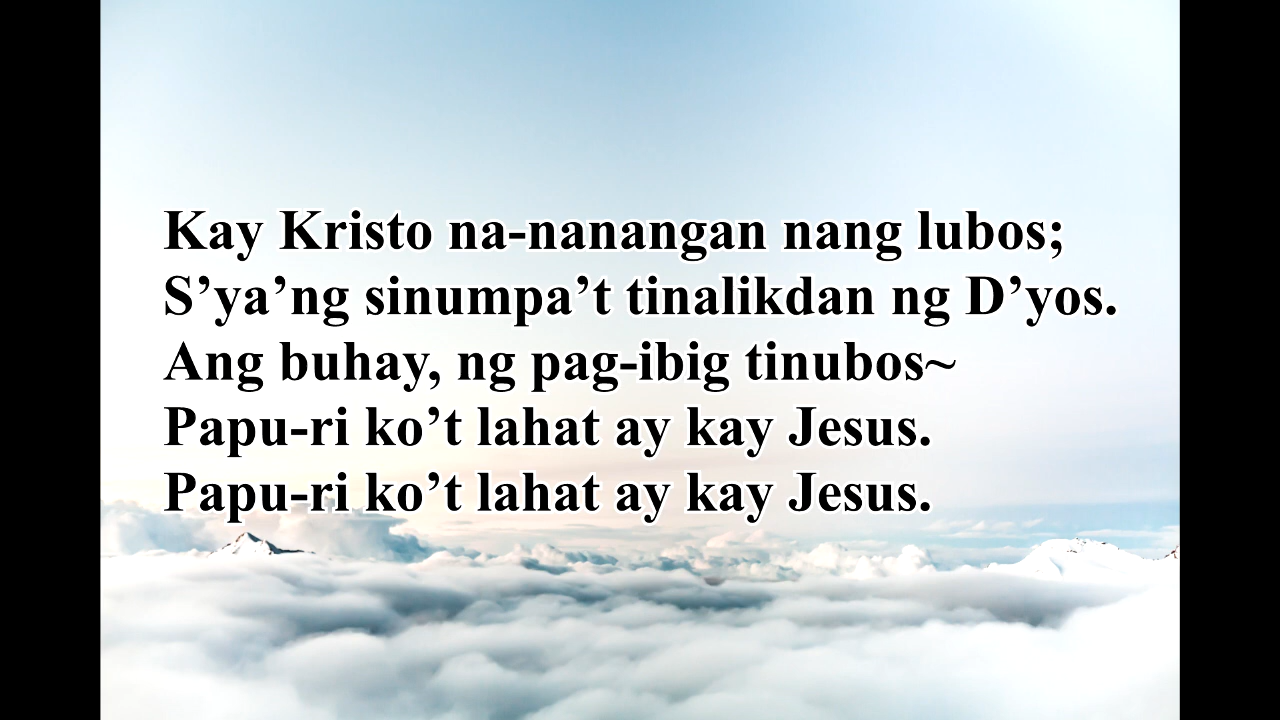 Kay Kristo na-nanangan nang lubos;
S’ya’ng sinumpa’t tinalikdan ng D’yos.
Ang buhay, ng pag-ibig tinubos~
Papu-ri ko’t lahat ay kay Jesus.
Papu-ri ko’t lahat ay kay Jesus.